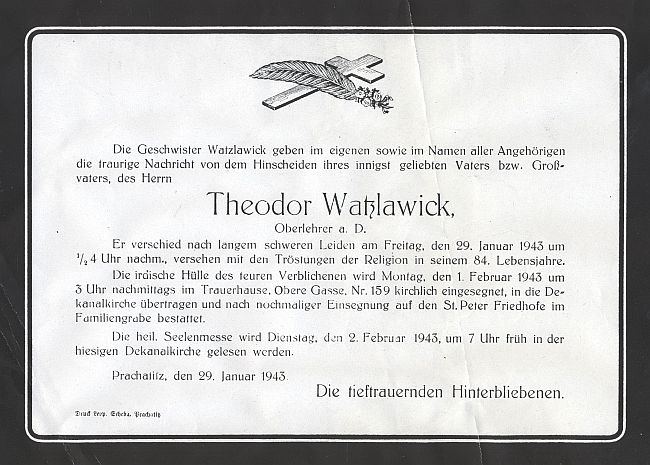 Die Geschwister Watzlawick geben im eigenen sowie im Namen aller Angehörigen
die traurige Nachricht von dem Hinscheiden ihres innigst geliebten Vaters bzw. Groß-
vaters, des Herrn
Theodor Watzlawick,
Oberlehrer a. D.
Er verschied nach langem schweren Leiden am Freitag, den 29. Januar 1943 um
½ 4 Uhr nachm., versehen mit den Tröstungen der Religion in seinem 84. Lebensjahre.
Die irdische Hülle des teuren Verblichenen wird Montag, den 1. Februar 1943 um
3 Uhr nachmittags im Trauerhause, Obere Gasse, Nr. 159 kirchlich eingesegnet, in die De-
kanalkirche übertragen und nach nochmaliger Einsegnung auf den St. Peter Friedhofe im
Familiengrabe bestattet.
Die heil. Seelenmesse wird Dienstag, den 2. Februar 1943, um 7 Uhr früh in der
hiesigen Dekanalkirche gelesen werden.
Prachatitz, den 29. Januar 1943.
Die tieftrauernden Hinterbliebenen.
Druck Leop. Scheba, Prachatitz